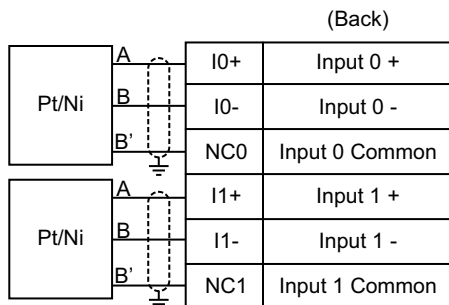 (Back)
A I0+ Input 0 +
Pt/Ni B I0- Input 0 -
B' NC0 Input 0 Common
A I1+ Input 1 +
Pt/Ni B I1- Input 1 -
B' NC1 Input 1 Common